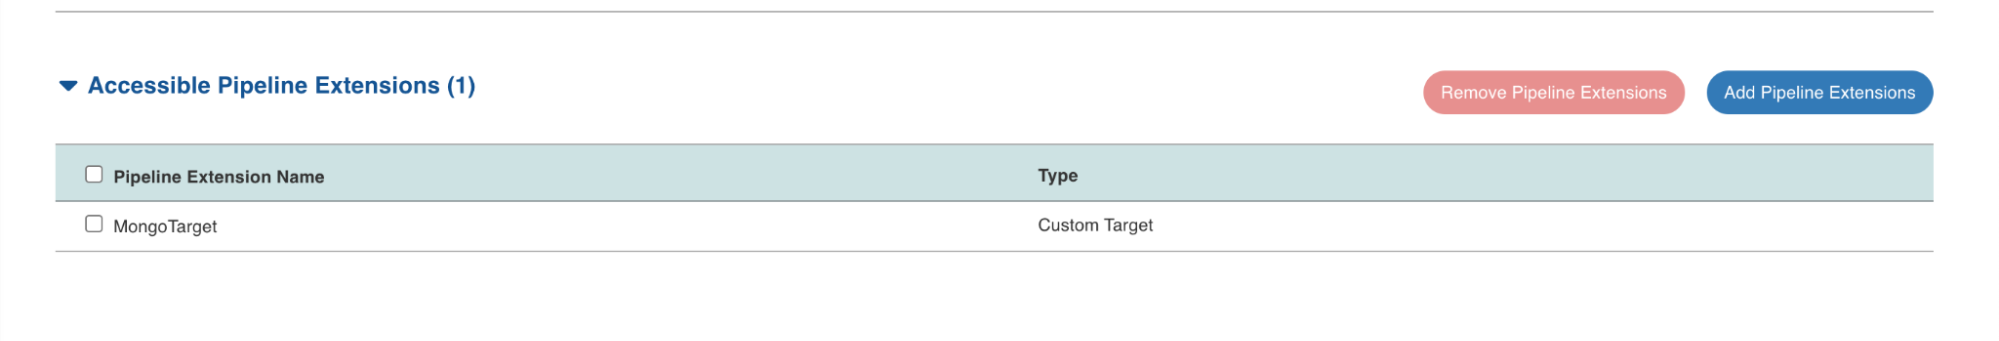 Accessible Pipeline Extensions (1)
Remove Pipeline Extensions
Add Pipeline Extensions
Pipeline Extension Name Type
MongoTarget Custom Target